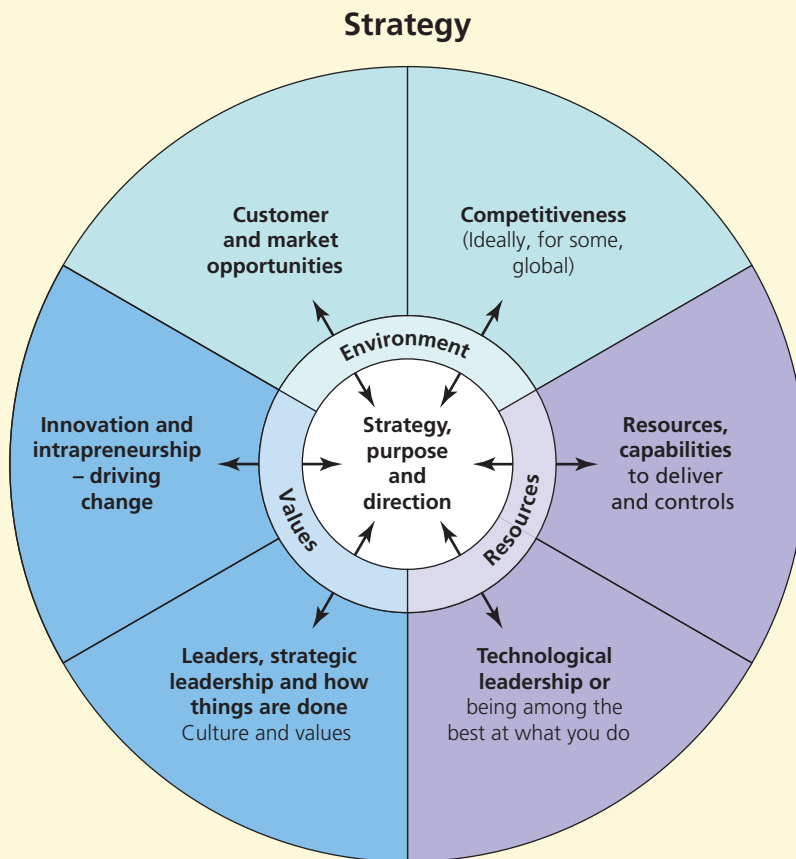 Strategy
Customer
and market
opportunities
Competitiveness
(Ideally, for some,
global)
Environment
Innovation and
intrapreneurship
– driving
change
Strategy,
purpose
and
direction
Resources,
capabilities
to deliver
and controls
Values
Resources
Leaders, strategic
leadership and how
things are done
Culture and values
Technological
leadership or
being among the
best at what you do